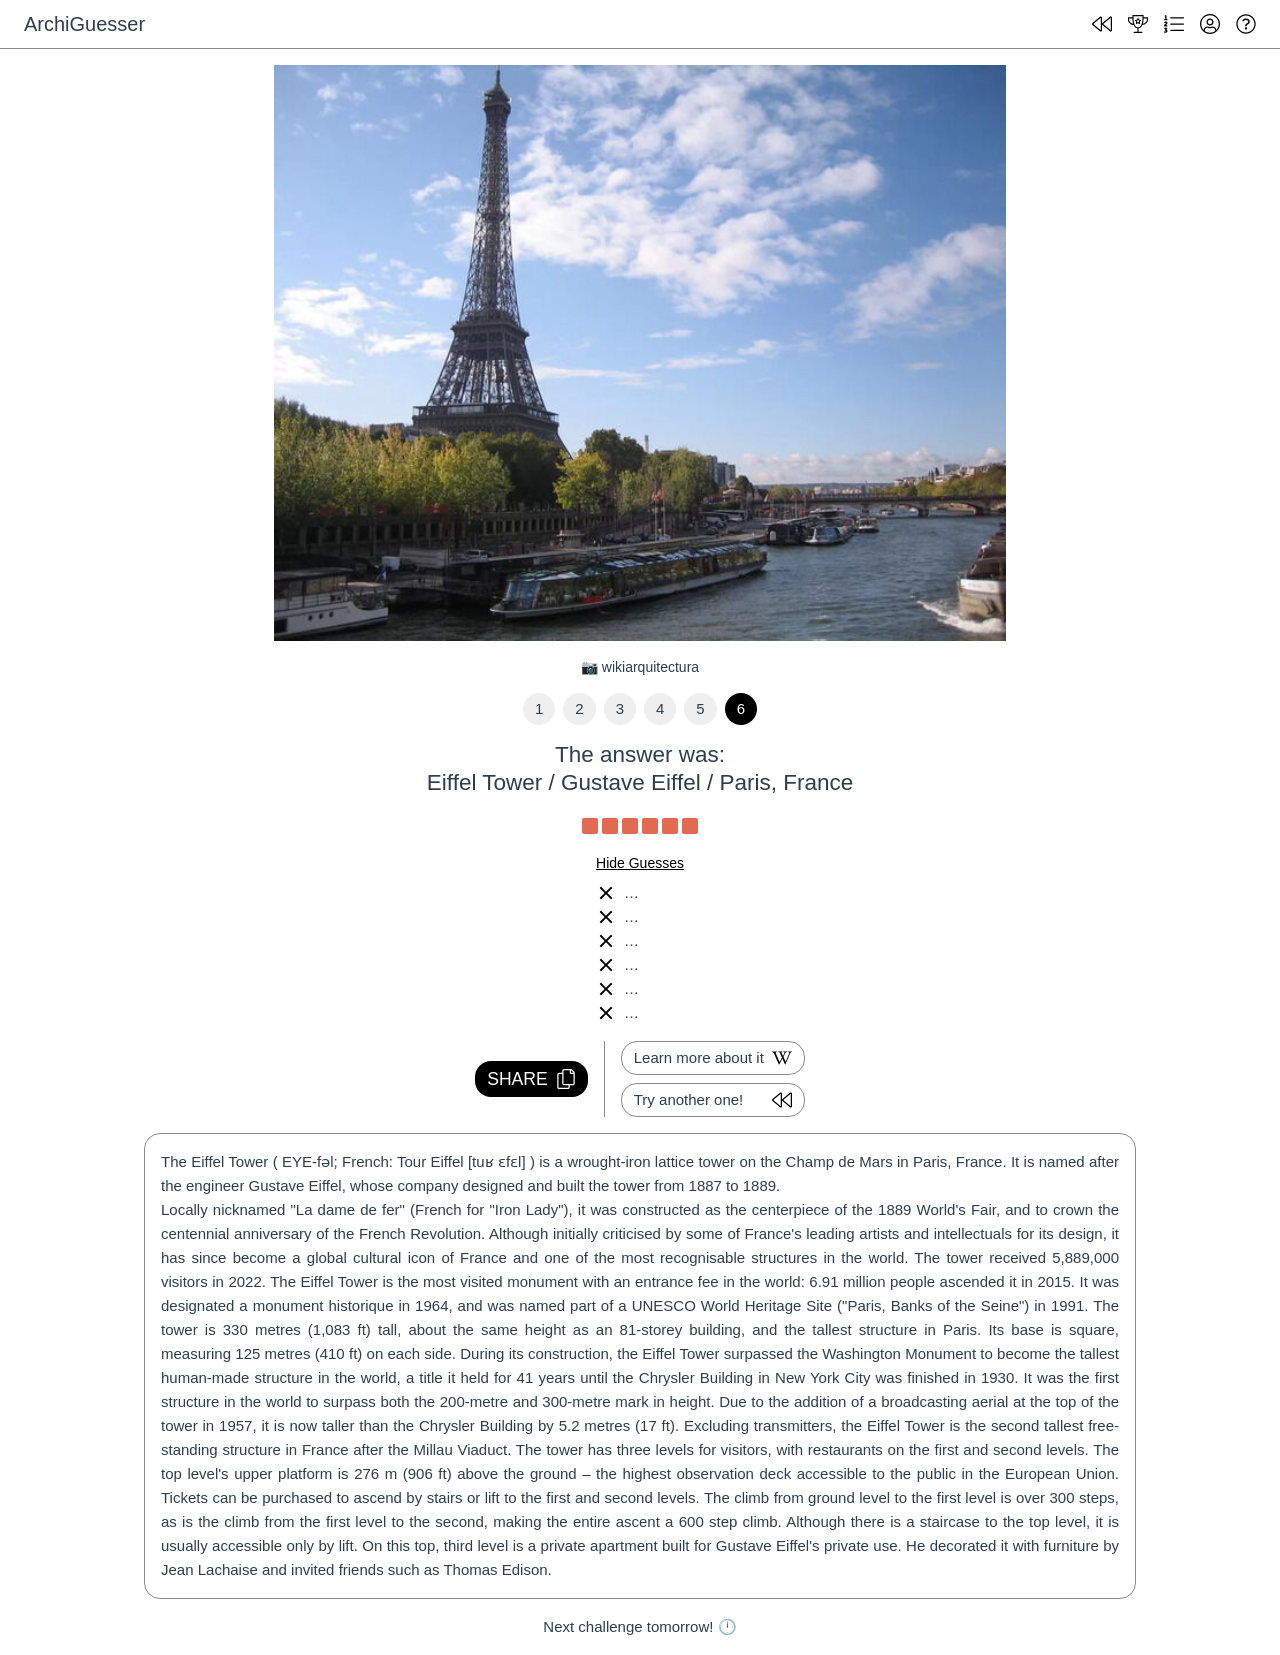 ArchiGuesser
📷 wikiarquitectura
1 2 3 4 5 6
The answer was:
Eiffel Tower / Gustave Eiffel / Paris, France
Hide Guesses
...
...
...
...
...
...
SHARE
Learn more about it
Try another one!
The Eiffel Tower ( EYE-fəl; French: Tour Eiffel [tuʁ ɛfɛl] ) is a wrought-iron lattice tower on the Champ de Mars in Paris, France. It is named after
the engineer Gustave Eiffel, whose company designed and built the tower from 1887 to 1889.
Locally nicknamed "La dame de fer" (French for "Iron Lady"), it was constructed as the centerpiece of the 1889 World's Fair, and to crown the
centennial anniversary of the French Revolution. Although initially criticised by some of France's leading artists and intellectuals for its design, it
has since become a global cultural icon of France and one of the most recognisable structures in the world. The tower received 5,889,000
visitors in 2022. The Eiffel Tower is the most visited monument with an entrance fee in the world: 6.91 million people ascended it in 2015. It was
designated a monument historique in 1964, and was named part of a UNESCO World Heritage Site ("Paris, Banks of the Seine") in 1991. The
tower is 330 metres (1,083 ft) tall, about the same height as an 81-storey building, and the tallest structure in Paris. Its base is square,
measuring 125 metres (410 ft) on each side. During its construction, the Eiffel Tower surpassed the Washington Monument to become the tallest
human-made structure in the world, a title it held for 41 years until the Chrysler Building in New York City was finished in 1930. It was the first
structure in the world to surpass both the 200-metre and 300-metre mark in height. Due to the addition of a broadcasting aerial at the top of the
tower in 1957, it is now taller than the Chrysler Building by 5.2 metres (17 ft). Excluding transmitters, the Eiffel Tower is the second tallest free-
standing structure in France after the Millau Viaduct. The tower has three levels for visitors, with restaurants on the first and second levels. The
top level's upper platform is 276 m (906 ft) above the ground – the highest observation deck accessible to the public in the European Union.
Tickets can be purchased to ascend by stairs or lift to the first and second levels. The climb from ground level to the first level is over 300 steps,
as is the climb from the first level to the second, making the entire ascent a 600 step climb. Although there is a staircase to the top level, it is
usually accessible only by lift. On this top, third level is a private apartment built for Gustave Eiffel's private use. He decorated it with furniture by
Jean Lachaise and invited friends such as Thomas Edison.
Next challenge tomorrow! 🕛